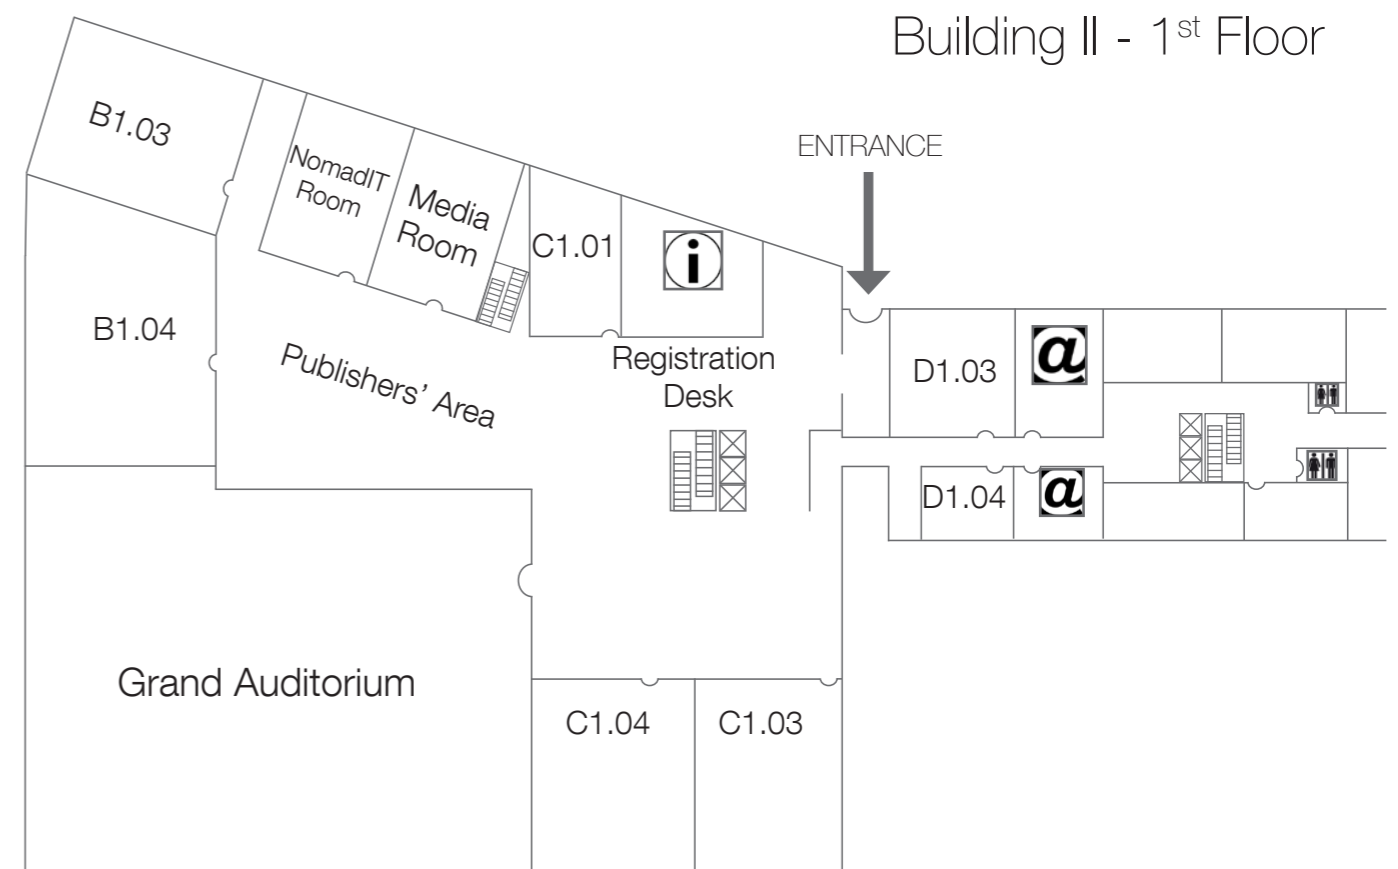 Building II - 1st Floor
ENTRANCE
B1.03
NomadIT
Room
Media
Room
C1.01
i
B1.04
Publishers' Area
Registration
Desk
D1.03
@
D1.04
@
Grand Auditorium
C1.04
C1.03